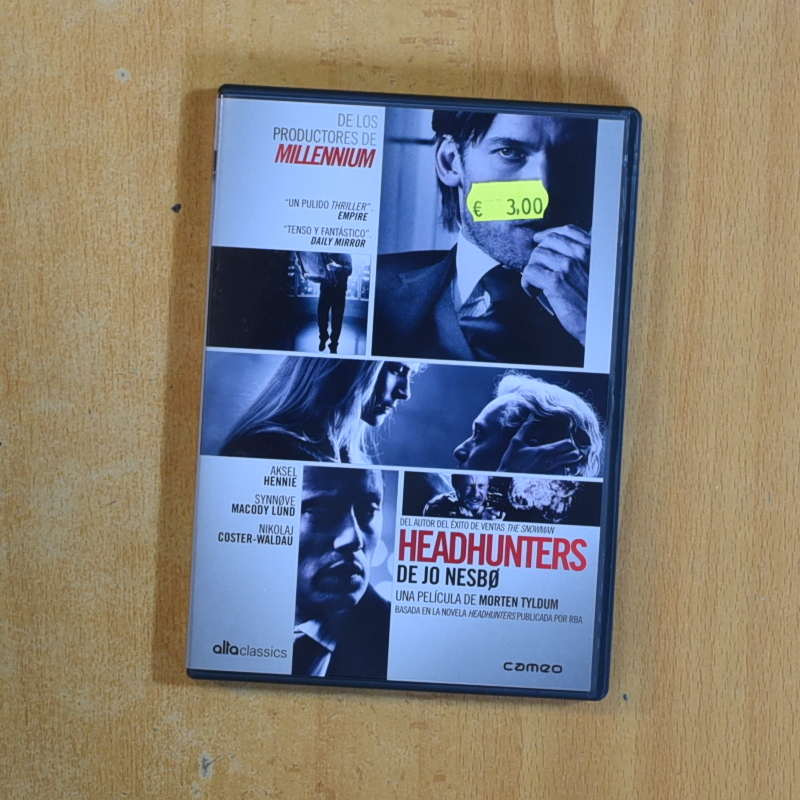 DE LOS
PRODUCTORES DE
MILLENNIUM
"UN PULIDO THRILLER".
EMPIRE
"TENSO Y FANTÁSTICO".
DAILY MIRROR
€ 3,00
AKSEL
HENNIE
SYNNØVE
MACODY LUND
NIKOLAJ
COSTER-WALDAU
DEL AUTOR DEL ÉXITO DE VENTAS THE SNOWMAN
HEADHUNTERS
DE JO NESBØ
UNA PELÍCULA DE MORTEN TYLDUM
BASADA EN LA NOVELA HEADHUNTERS PUBLICADA POR RBA
altaclassics
cameo